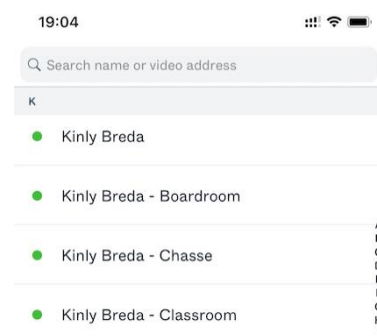 19:04
Search name or video address
K
Kinly Breda
Kinly Breda - Boardroom
Kinly Breda - Chasse
Kinly Breda - Classroom